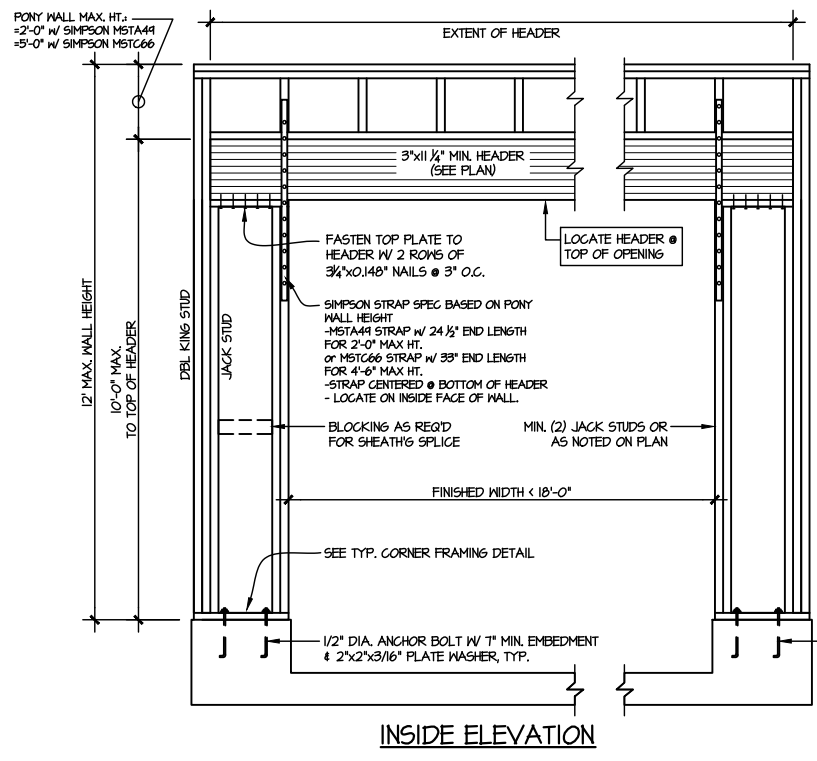 PONY WALL MAX. HT.:
=2'-0" W/ SIMPSON MSTA49
=5'-0" W/ SIMPSON MSTC66
EXTENT OF HEADER
3"x11 1/4" MIN. HEADER
(SEE PLAN)
FASTEN TOP PLATE TO
HEADER W/ 2 ROWS OF
3 1/4"x0.148" NAILS @ 3" O.C.
LOCATE HEADER @
TOP OF OPENING
SIMPSON STRAP SPEC BASED ON PONY
WALL HEIGHT
-MSTA49 STRAP W/ 24 1/2" END LENGTH
FOR 2'-0" MAX HT.
or MSTC66 STRAP W/ 33" END LENGTH
FOR 4'-6" MAX HT.
-STRAP CENTERED @ BOTTOM OF HEADER
- LOCATE ON INSIDE FACE OF WALL.
12' MAX. WALL HEIGHT
10'-0" MAX.
TO TOP OF HEADER
DBL KING STUD
JACK STUD
BLOCKING AS REQ'D
FOR SHEATH'G SPLICE
MIN. (2) JACK STUDS OR
AS NOTED ON PLAN
FINISHED WIDTH < 18'-0"
SEE TYP. CORNER FRAMING DETAIL
1/2" DIA. ANCHOR BOLT W/ 7" MIN. EMBEDMENT
& 2"x2"x3/16" PLATE WASHER, TYP.
INSIDE ELEVATION